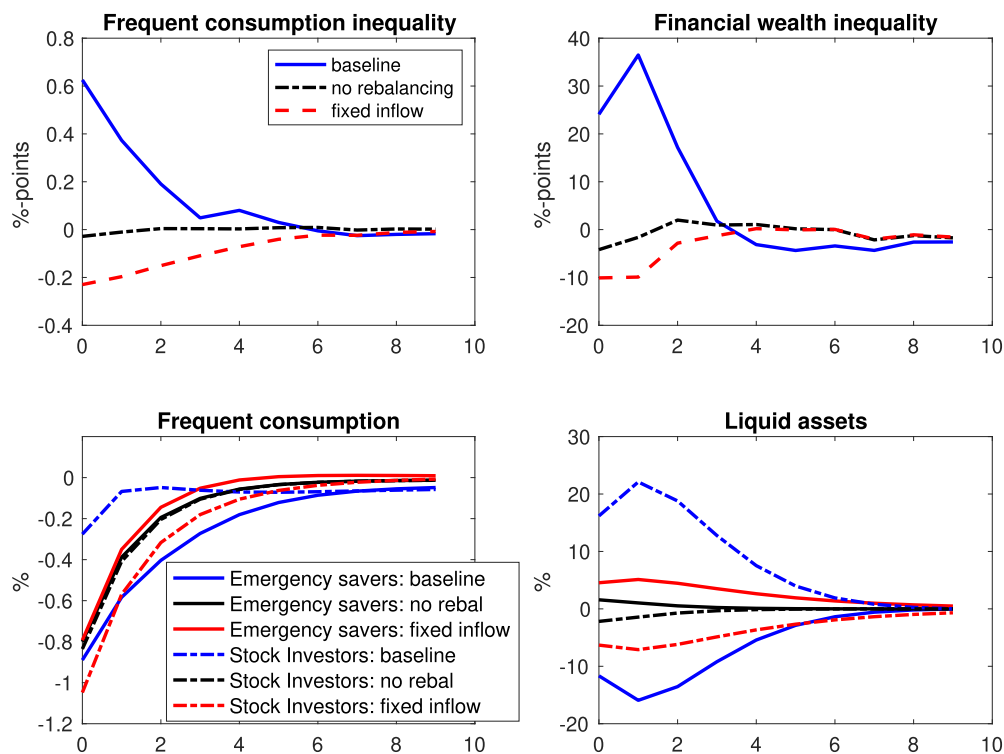 Frequent consumption inequality
0.8
0.6
0.4
0.2
0
-0.2
-0.4
%-points
baseline
no rebalancing
fixed inflow
0 2 4 6 8 10
Financial wealth inequality
40
30
20
10
0
-10
-20
%-points
0 2 4 6 8 10
Frequent consumption
0
-0.2
-0.4
-0.6
-0.8
-1
-1.2
%
Emergency savers: baseline
Emergency savers: no rebal
Emergency savers: fixed inflow
Stock Investors: baseline
Stock Investors: no rebal
Stock Investors: fixed inflow
0 2 4 6 8 10
Liquid assets
30
20
10
0
-10
-20
%
0 2 4 6 8 10